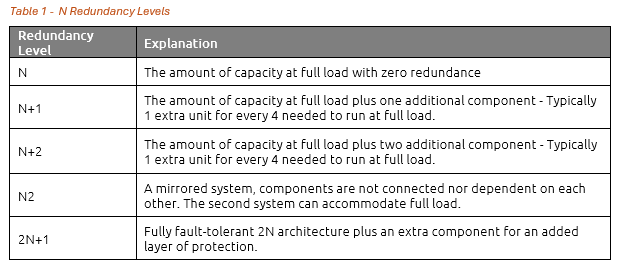 Table 1 - N Redundancy Levels
Redundancy
Level
Explanation
N
The amount of capacity at full load with zero redundance
N+1
The amount of capacity at full load plus one additional component - Typically
1 extra unit for every 4 needed to run at full load.
N+2
The amount of capacity at full load plus two additional component - Typically
1 extra unit for every 4 needed to run at full load.
N2
A mirrored system, components are not connected nor dependent on each
other. The second system can accommodate full load.
2N+1
Fully fault-tolerant 2N architecture plus an extra component for an added
layer of protection.